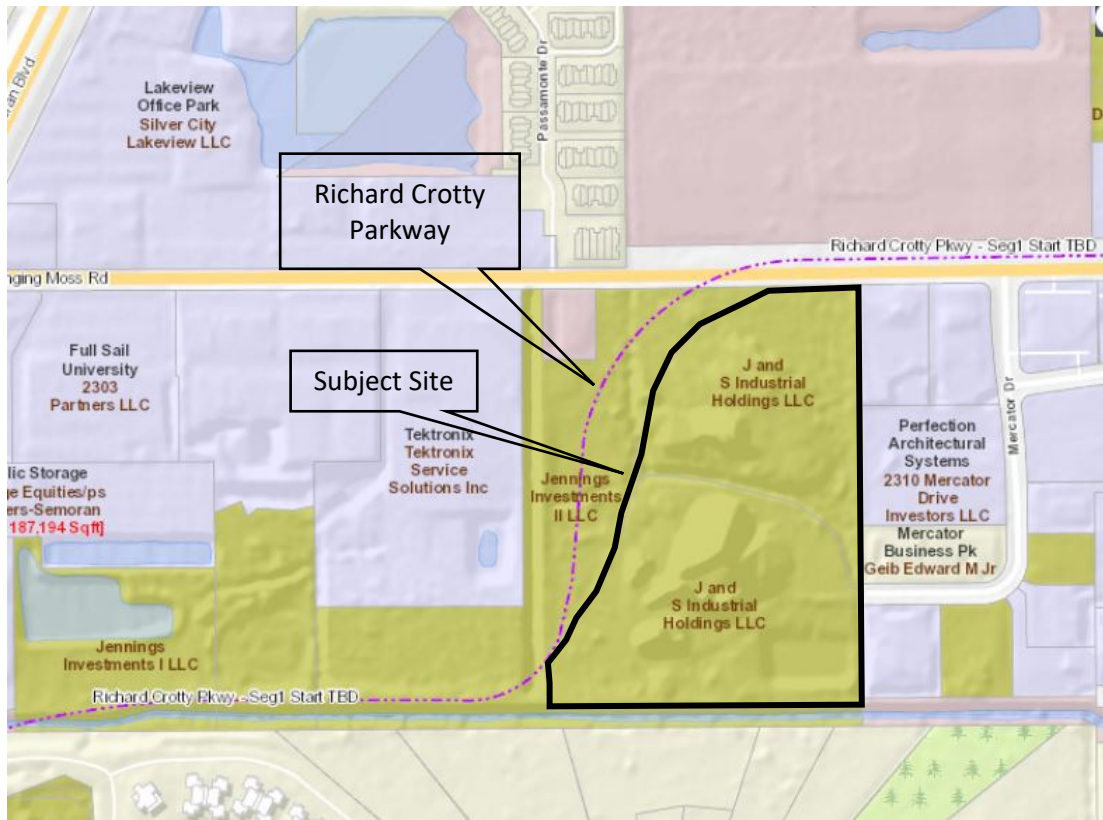 ran Blvd
Lakeview
Office Park
Silver City
Lakeview LLC
Passamonte Dr
D
Richard Crotty
Parkway
Richard Crotty Pkwy - Seg1 Start TBD
nging Moss Rd
Full Sail
University
2303
Partners LLC
Subject Site
J and
S Industrial
Holdings LLC
Mercator Dr
Tektronix
Tektronix
Service
Solutions Inc
Jennings
Investments
II LLC
Perfection
Architectural
Systems
2310 Mercator
Drive
Investors LLC
Mercator
Business Pk
Geib Edward M Jr
lic Storage
ge Equities/ps
ers-Semoran
187,194 Sqft]
J and
S Industrial
Holdings LLC
Jennings
Investments I LLC
Richard Crotty Pkwy - Seg1 Start TBD